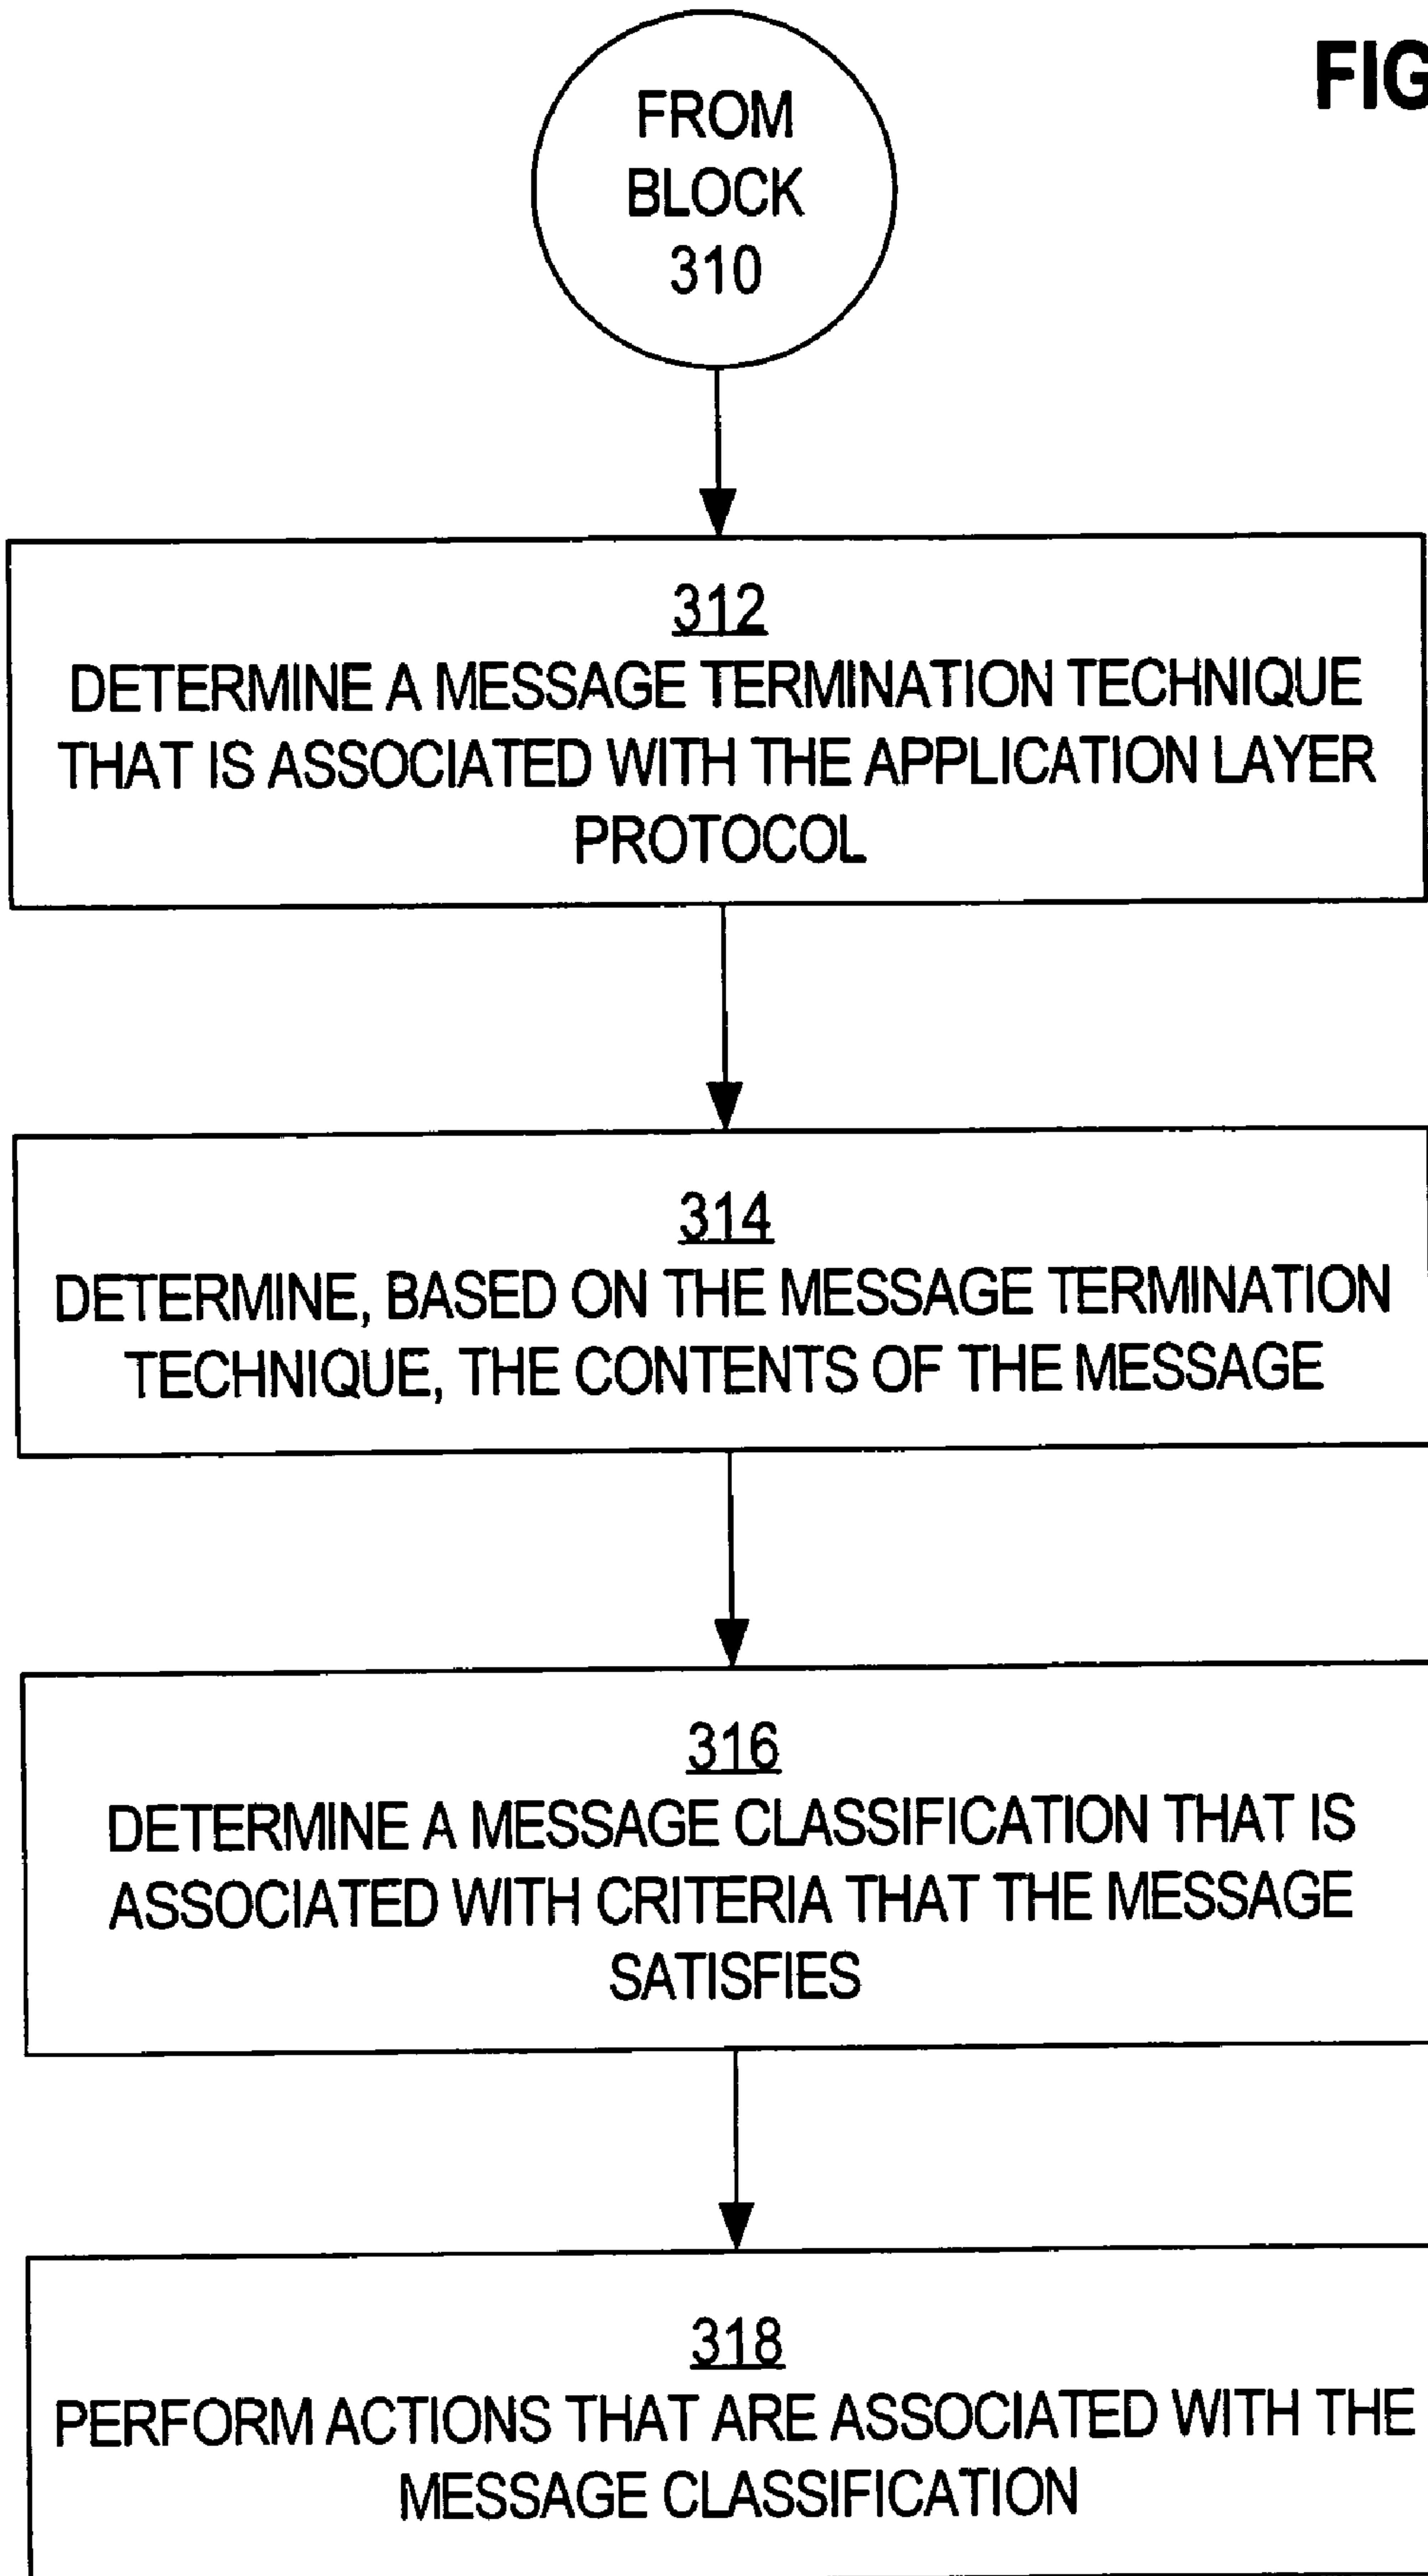 FIG
FROM
BLOCK
310
312
DETERMINE A MESSAGE TERMINATION TECHNIQUE
THAT IS ASSOCIATED WITH THE APPLICATION LAYER
PROTOCOL
314
DETERMINE, BASED ON THE MESSAGE TERMINATION
TECHNIQUE, THE CONTENTS OF THE MESSAGE
316
DETERMINE A MESSAGE CLASSIFICATION THAT IS
ASSOCIATED WITH CRITERIA THAT THE MESSAGE
SATISFIES
318
PERFORM ACTIONS THAT ARE ASSOCIATED WITH THE
MESSAGE CLASSIFICATION